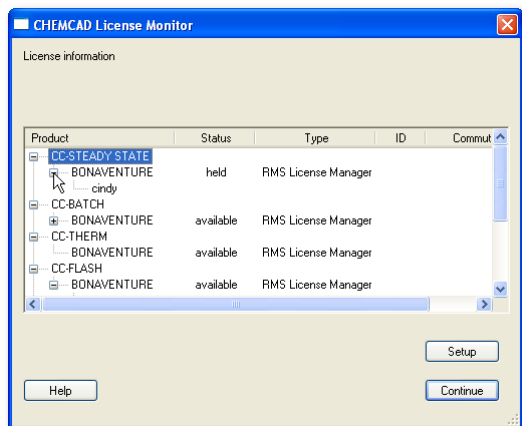 CHEMCAD License Monitor
License information
Product Status Type ID Commut
CC-STEADY STATE
BONAVENTURE held RMS License Manager
cindy
CC-BATCH
BONAVENTURE available RMS License Manager
CC-THERM
BONAVENTURE available RMS License Manager
CC-FLASH
BONAVENTURE available RMS License Manager
Setup
Help Continue